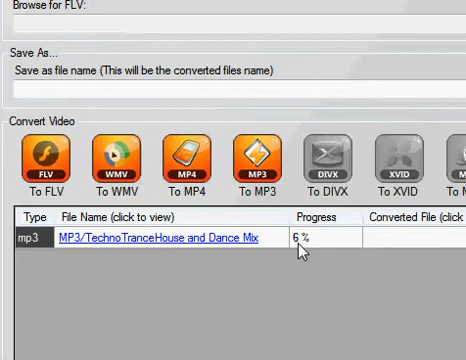 Browse for FLV:
Save As...
Save as file name (This will be the converted files name)
Convert Video
FLV WMV MP4 MP3 DIVX XVID
To FLV To WMV To MP4 To MP3 To DIVX To XVID
Type File Name (click to view) Progress Converted File (click
mp3 MP3/TechnoTranceHouse and Dance Mix 6 %